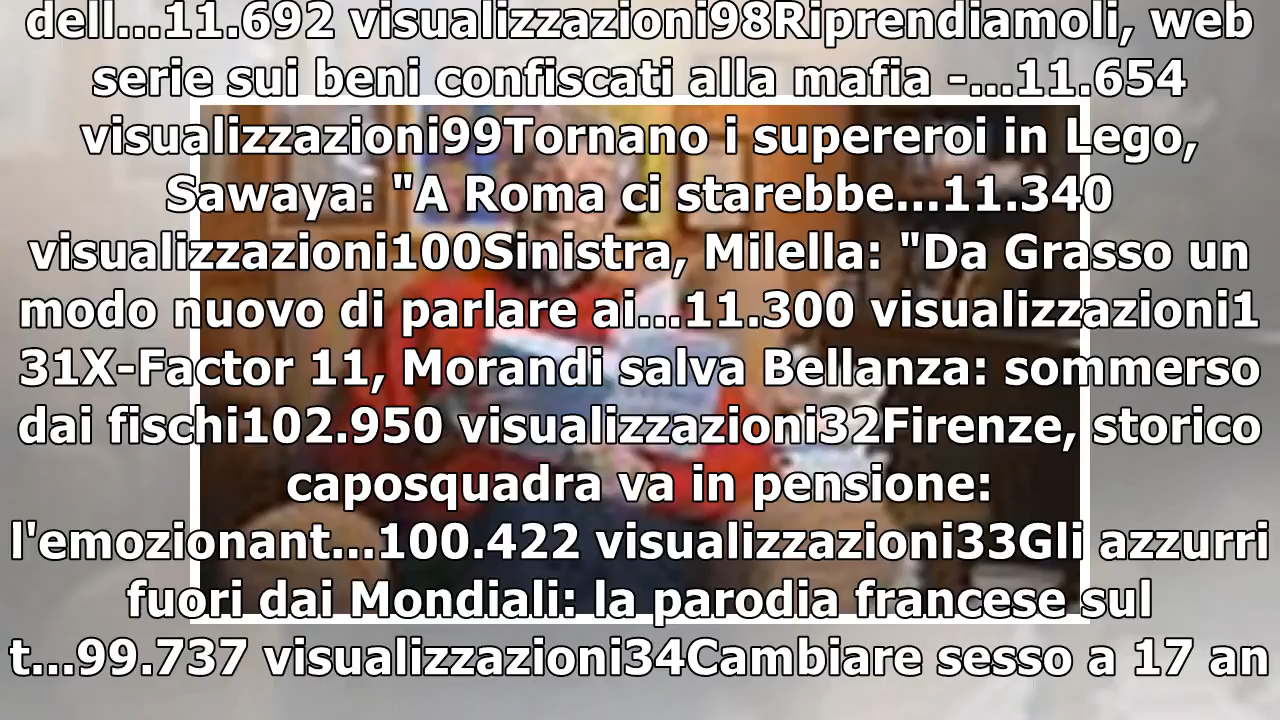 dell...11.692 visualizzazioni98Riprendiamoli, web
serie sui beni confiscati alla mafia -...11.654
visualizzazioni99Tornano i supereroi in Lego,
Sawaya: "A Roma ci starebbe...11.340
visualizzazioni100Sinistra, Milella: "Da Grasso un
modo nuovo di parlare ai...11.300 visualizzazioni1
31X-Factor 11, Morandi salva Bellanza: sommerso
dai fischi102.950 visualizzazioni32Firenze, storico
caposquadra va in pensione:
l'emozionant...100.422 visualizzazioni33Gli azzurri
fuori dai Mondiali: la parodia francese sul
t...99.737 visualizzazioni34Cambiare sesso a 17 an